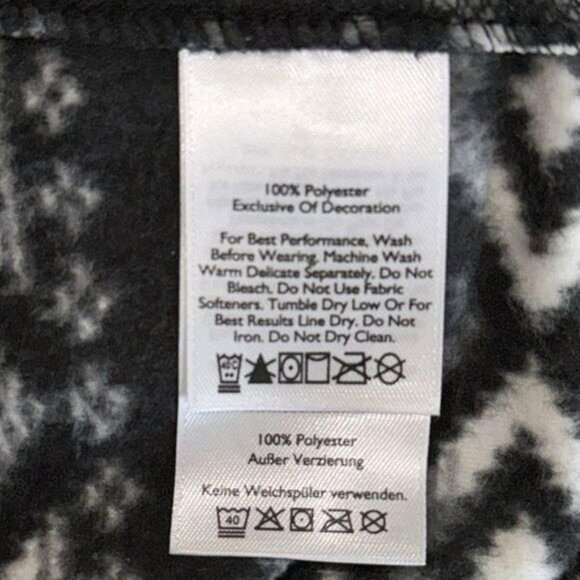 100% Polyester
Exclusive Of Decoration
For Best Performance, Wash
Before Wearing. Machine Wash
Warm Delicate Separately. Do Not
Bleach. Do Not Use Fabric
Softeners. Tumble Dry Low Or For
Best Results Line Dry. Do Not
Iron. Do Not Dry Clean.
40°C
100% Polyester
Außer Verzierung
Keine Weichspüler verwenden.
40